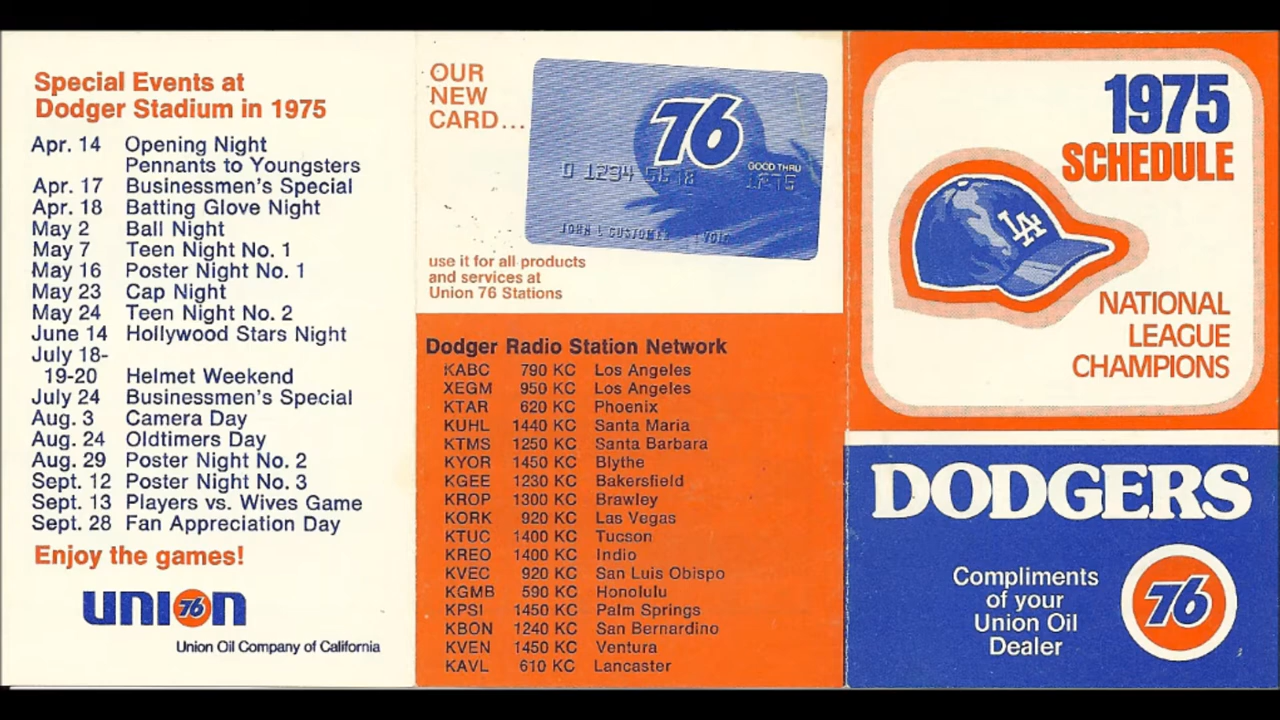 Special Events at
Dodger Stadium in 1975
Apr. 14 Opening Night
Pennants to Youngsters
Apr. 17 Businessmen's Special
Apr. 18 Batting Glove Night
May 2 Ball Night
May 7 Teen Night No. 1
May 16 Poster Night No. 1
May 23 Cap Night
May 24 Teen Night No. 2
June 14 Hollywood Stars Night
July 18-
19-20 Helmet Weekend
July 24 Businessmen's Special
Aug. 3 Camera Day
Aug. 24 Oldtimers Day
Aug. 29 Poster Night No. 2
Sept. 12 Poster Night No. 3
Sept. 13 Players vs. Wives Game
Sept. 28 Fan Appreciation Day
Enjoy the games!
union 76
Union Oil Company of California
OUR
NEW
CARD...
76
GOOD THRU
0 1234
JOHN L CUSTOMER VOID
use it for all products
and services at
Union 76 Stations
Dodger Radio Station Network
KABC 790 KC Los Angeles
XEGM 950 KC Los Angeles
KTAR 620 KC Phoenix
KUHL 1440 KC Santa Maria
KTMS 1250 KC Santa Barbara
KYOR 1450 KC Blythe
KGEE 1230 KC Bakersfield
KROP 1300 KC Brawley
KORK 920 KC Las Vegas
KTUC 1400 KC Tucson
KREO 1400 KC Indio
KVEC 920 KC San Luis Obispo
KGMB 590 KC Honolulu
KPSI 1450 KC Palm Springs
KBON 1240 KC San Bernardino
KVEN 1450 KC Ventura
KAVL 610 KC Lancaster
1975
SCHEDULE
LA
NATIONAL
LEAGUE
CHAMPIONS
DODGERS
Compliments
of your
Union Oil
Dealer
76